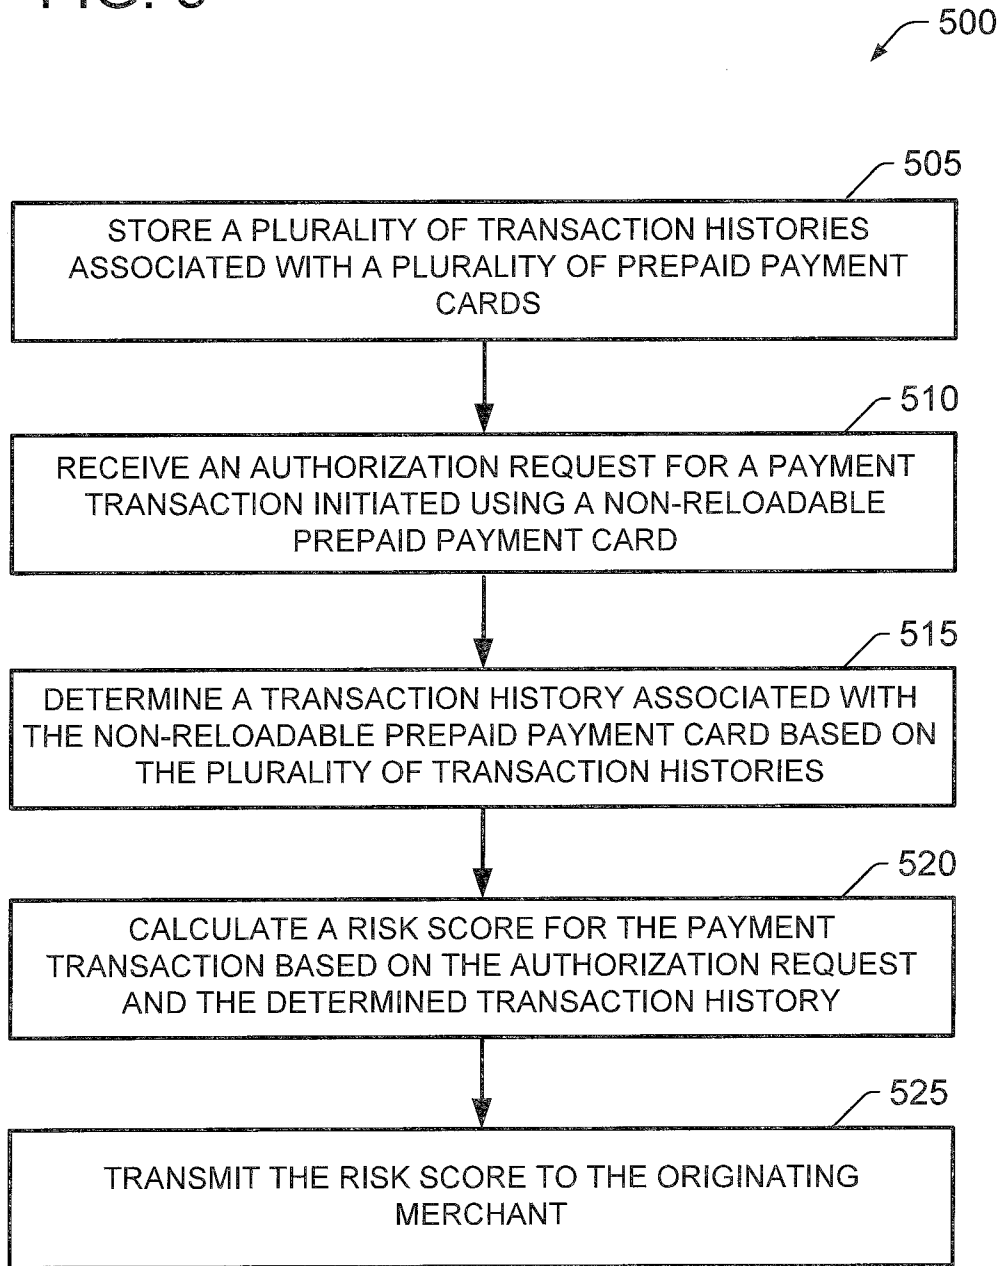 500
505
STORE A PLURALITY OF TRANSACTION HISTORIES
ASSOCIATED WITH A PLURALITY OF PREPAID PAYMENT
CARDS
510
RECEIVE AN AUTHORIZATION REQUEST FOR A PAYMENT
TRANSACTION INITIATED USING A NON-RELOADABLE
PREPAID PAYMENT CARD
515
DETERMINE A TRANSACTION HISTORY ASSOCIATED WITH
THE NON-RELOADABLE PREPAID PAYMENT CARD BASED ON
THE PLURALITY OF TRANSACTION HISTORIES
520
CALCULATE A RISK SCORE FOR THE PAYMENT
TRANSACTION BASED ON THE AUTHORIZATION REQUEST
AND THE DETERMINED TRANSACTION HISTORY
525
TRANSMIT THE RISK SCORE TO THE ORIGINATING
MERCHANT